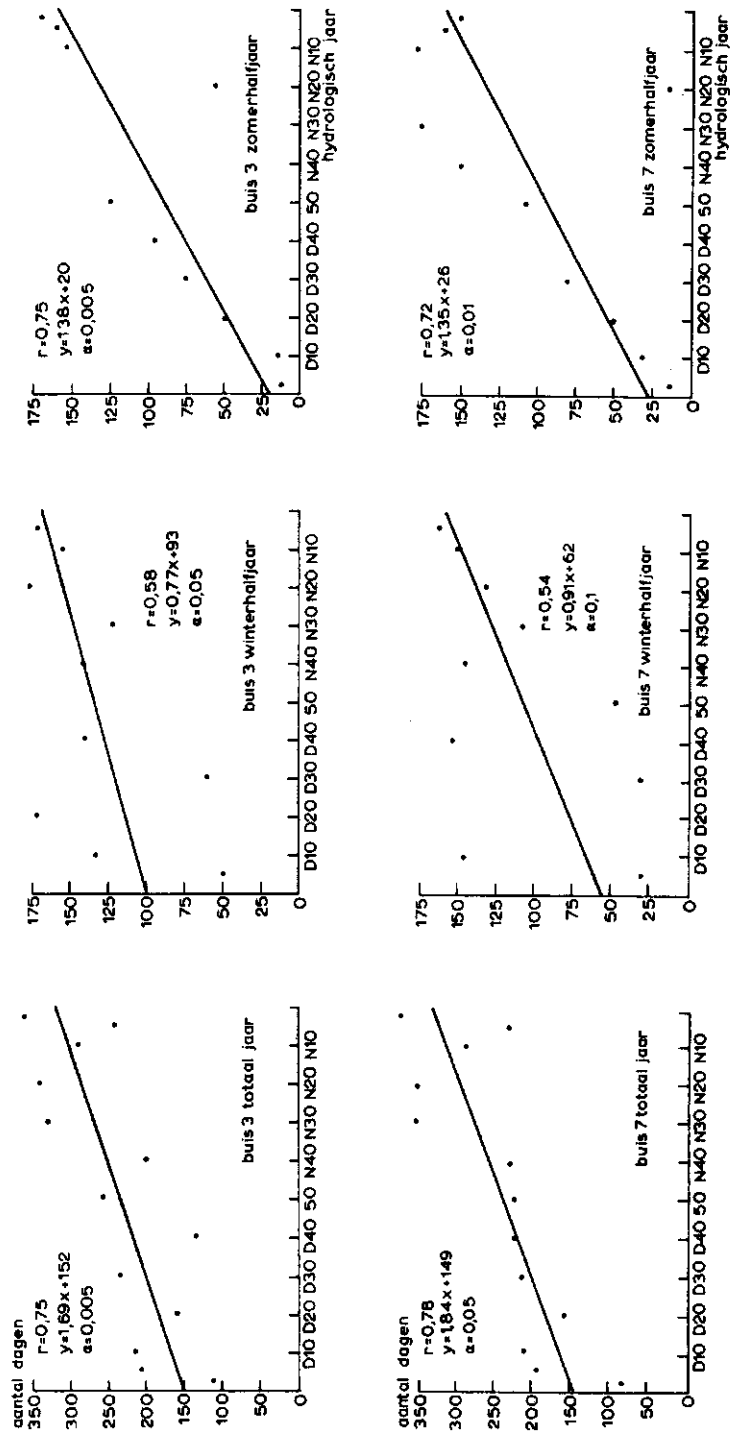 aantal dagen
350
300
250
200
150
100
50
0
r=0,75
y=1,69x+152
α=0,005
buis 3 totaal jaar
D10 D20 D30 D40 50 N40 N30 N20 N10
175
150
125
100
75
50
25
0
r=0,58
y=0,77x+93
α=0,05
buis 3 winterhalfjaar
D10 D20 D30 D40 50 N40 N30 N20 N10
175
150
125
100
75
50
25
0
r=0,75
y=138x+20
α=0,005
buis 3 zomerhalfjaar
D10 D20 D30 D40 50 N40 N30 N20 N10
hydrologisch jaar
aantal dagen
350
300
250
200
150
100
50
0
r=0,78
y=1,84x+149
α=0,05
buis 7 totaal jaar
D10 D20 D30 D40 50 N40 N30 N20 N10
175
150
125
100
75
50
25
0
r=0,54
y=0,91x+62
α=0,1
buis 7 winterhalfjaar
D10 D20 D30 D40 50 N40 N30 N20 N10
175
150
125
100
75
50
25
0
r=0,72
y=1,35x+26
α=0,01
buis 7 zomerhalfjaar
D10 D20 D30 D40 50 N40 N30 N20 N10
hydrologisch jaar